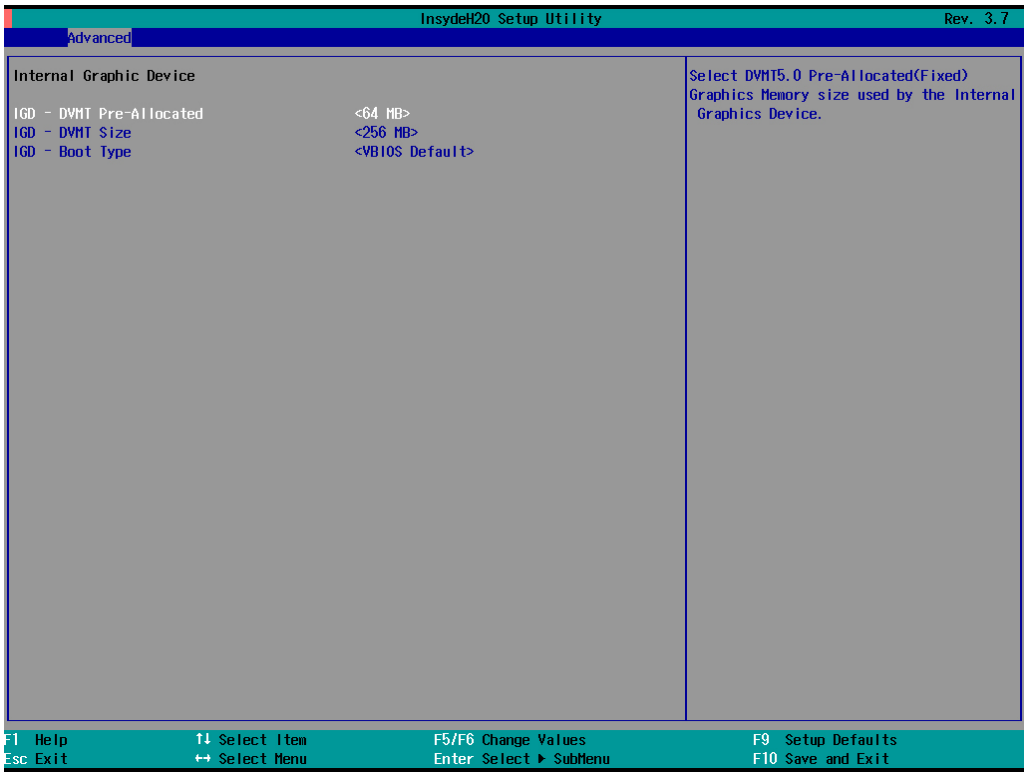 InsydeH2O Setup Utility Rev. 3.7
Advanced
Internal Graphic Device
IGD - DVMT Pre-Allocated <64 MB>
IGD - DVMT Size <256 MB>
IGD - Boot Type <VBIOS Default>
Select DVMT5.0 Pre-Allocated(Fixed)
Graphics Memory size used by the Internal
Graphics Device.
F1 Help ↑↓ Select Item F5/F6 Change Values F9 Setup Defaults
Esc Exit ↔ Select Menu Enter Select ▶ SubMenu F10 Save and Exit